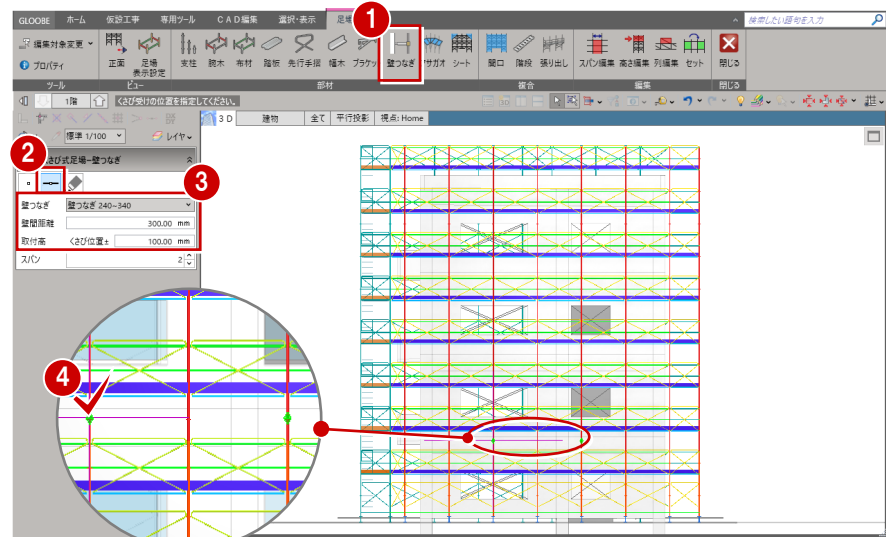 GLOOBE ホーム 仮設工事 専用ツール CAD編集 選択・表示 足場 検索したい語句を入力
1
編集対象変更
プロパティ
正面 足場表示設定
支柱 腕木 布材 踏板 先行手摺 幅木 ブラケット 壁つなぎ アサガオ シート
開口 階段 張り出し
スパン編集 高さ編集 列編集 セット
閉じる
ツール ビュー 部材 複合 編集 閉じる
1階 くさび受けの位置を指定してください。
3D 建物 全て 平行投影 視点: Home
標準 1/100 レイヤ
2
さび式足場-壁つなぎ
3
壁つなぎ 壁つなぎ 240~340
壁間距離 300.00 mm
取付高 くさび位置± 100.00 mm
スパン 2
4